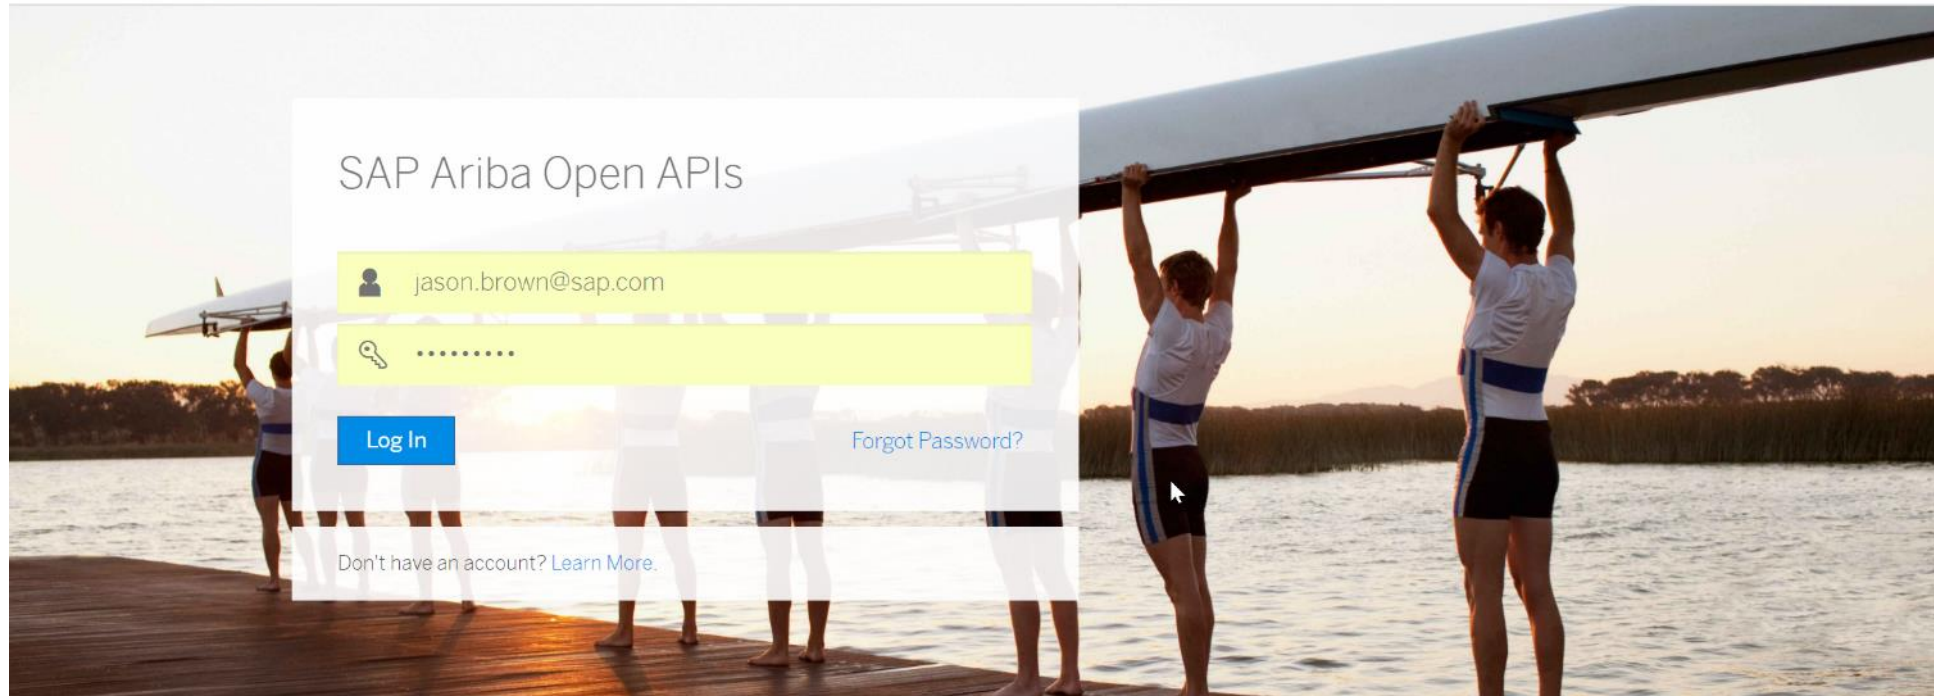 SAP Ariba Open APIs
jason.brown@sap.com
•••••••••
Log In
Forgot Password?
Don't have an account? Learn More.